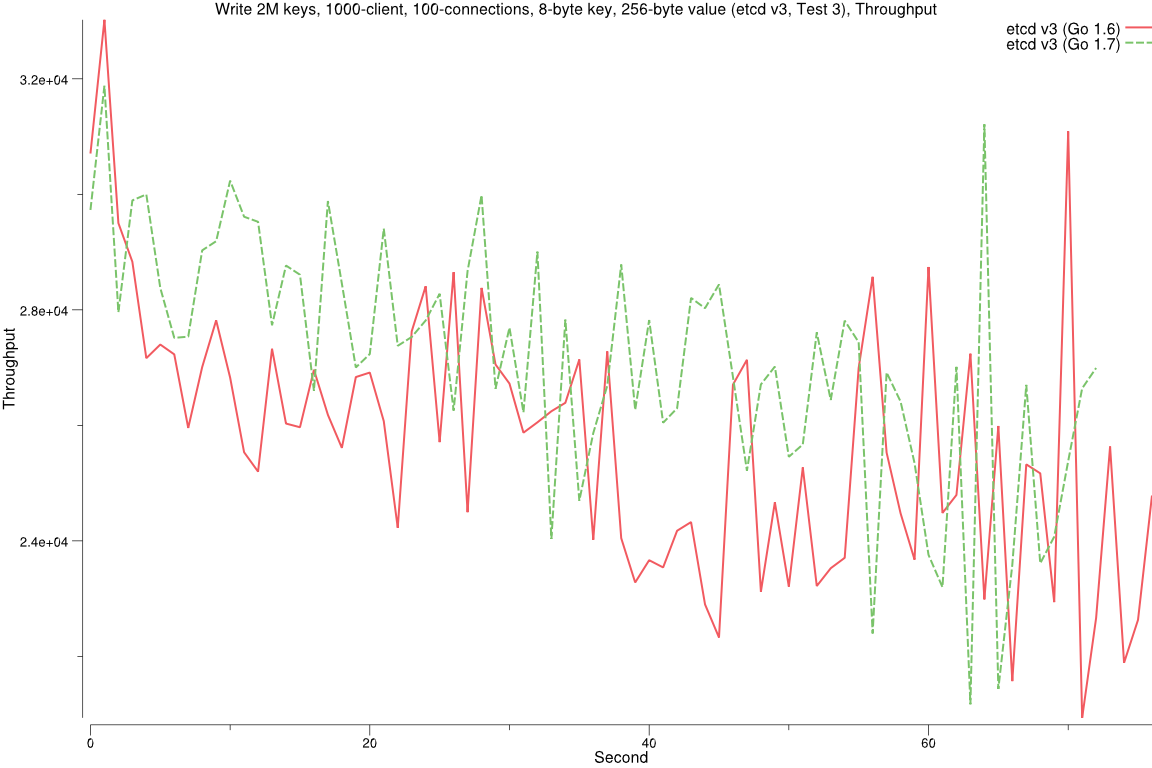 Write 2M keys, 1000-client, 100-connections, 8-byte key, 256-byte value (etcd v3, Test 3), Throughput
etcd v3 (Go 1.6)
etcd v3 (Go 1.7)
3.2e+04
2.8e+04
2.4e+04
Throughput
0 20 40 60
Second